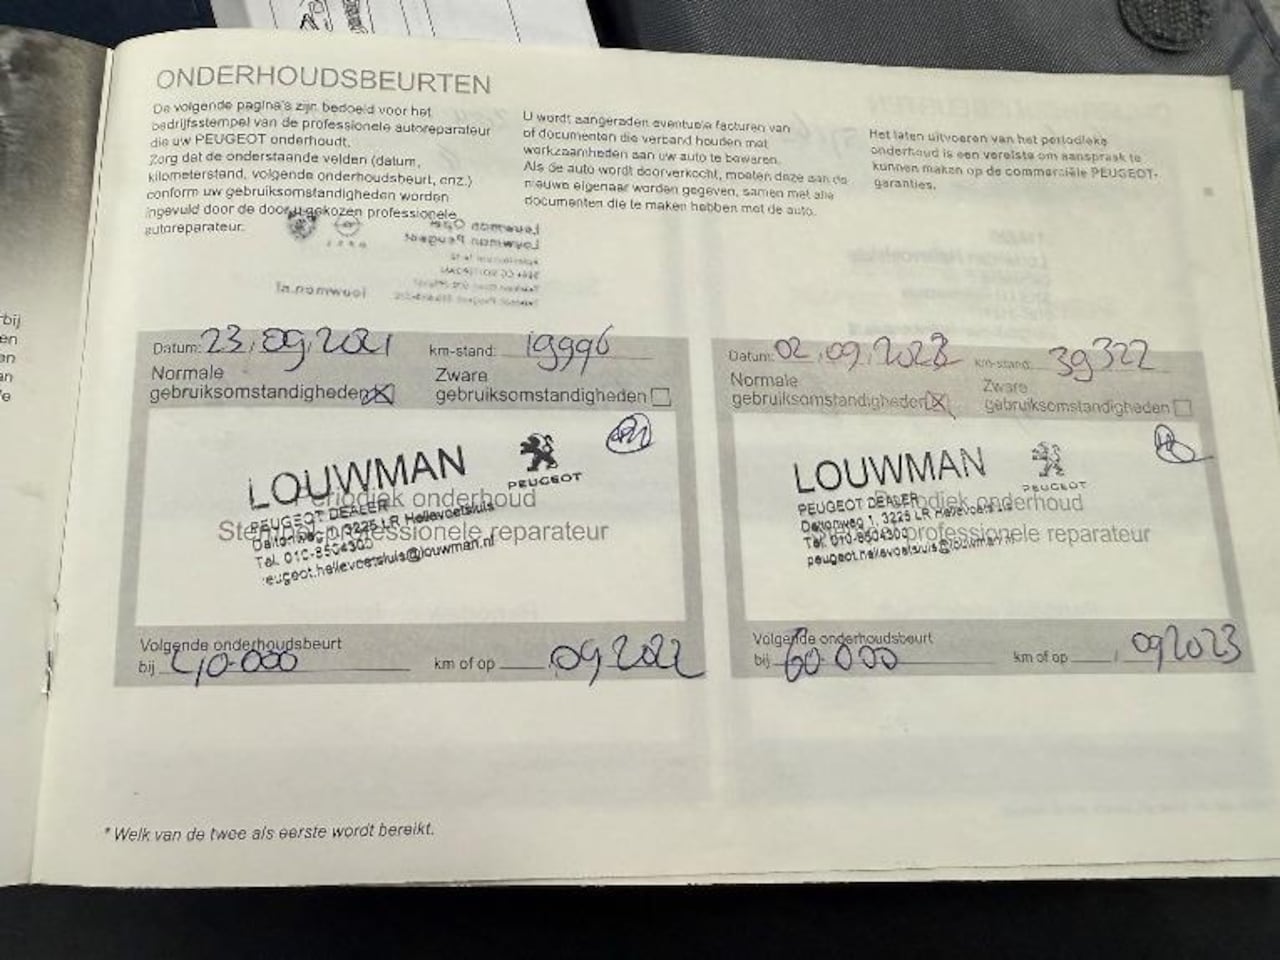 ONDERHOUDSBEURTEN
De volgende pagina's zijn bedoeld voor het
bedrijfsstempel van de professionele autoreparateur
die uw PEUGEOT onderhoudt.
Zorg dat de onderstaande velden (datum,
kilometerstand, volgende onderhoudsbeurt, enz.)
conform uw gebruiksomstandigheden worden
ingevuld door de door u gekozen professionele
autoreparateur.
U wordt aangeraden eventuele facturen van
of documenten die verband houden met
werkzaamheden aan uw auto te bewaren.
Als de auto wordt doorverkocht, moeten deze aan de
nieuwe eigenaar worden gegeven, samen met alle
documenten die te maken hebben met de auto.
Het laten uitvoeren van het periodieke
onderhoud is een vereiste om aanspraak te
kunnen maken op de commerciële PEUGEOT-
garanties.
Datum: 23.09.2021 km-stand: 19996
Normale
gebruiksomstandigheden
Zware
gebruiksomstandigheden
LOUWMAN
PEUGEOT
PEUGEOT DEALER
Daltonweg 1, 3225 LR Hellevoetsluis
Tel. 010-8504300
peugeot.hellevoetsluis@louwman.nl
Periodiek onderhoud
Stempel professionele reparateur
Volgende onderhoudsbeurt
bij 40.000 km of op 09 2022
Datum: 02.09.2022 km-stand: 39322
Normale
gebruiksomstandigheden
Zware
gebruiksomstandigheden
LOUWMAN
PEUGEOT
PEUGEOT DEALER
Daltonweg 1, 3225 LR Hellevoetsluis
Tel. 010-8504300
peugeot.hellevoetsluis@louwman.nl
Periodiek onderhoud
professionele reparateur
Volgende onderhoudsbeurt
bij 60.000 km of op 09 2023
* Welk van de twee als eerste wordt bereikt.